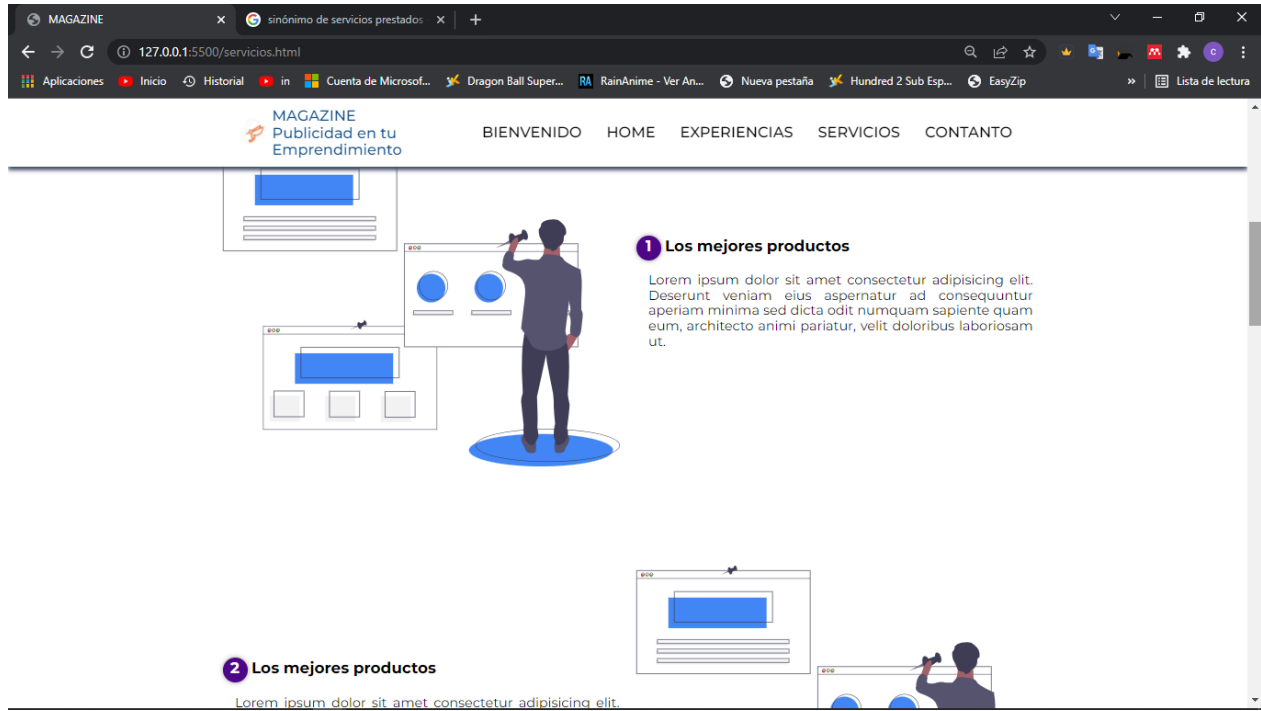 MAGAZINE
sinónimo de servicios prestados
127.0.0.1:5500/servicios.html
c
Aplicaciones
Inicio
Historial
in
Cuenta de Microsof...
Dragon Ball Super...
RA RainAnime - Ver An...
Nueva pestaña
Hundred 2 Sub Esp...
EasyZip
»
Lista de lectura
MAGAZINE
Publicidad en tu
Emprendimiento
BIENVENIDO HOME EXPERIENCIAS SERVICIOS CONTANTO
1 Los mejores productos
Lorem ipsum dolor sit amet consectetur adipisicing elit.
Deserunt veniam eius aspernatur ad consequuntur
aperiam minima sed dicta odit numquam sapiente quam
eum, architecto animi pariatur, velit doloribus laboriosam
ut.
2 Los mejores productos
Lorem ipsum dolor sit amet consectetur adipisicing elit.